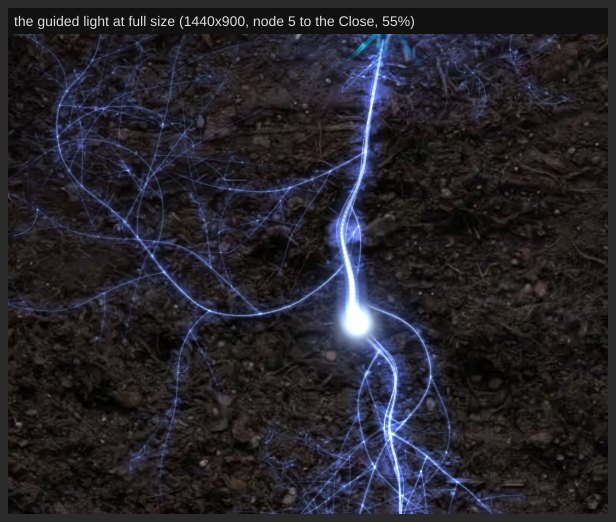 the guided light at full size (1440x900, node 5 to the Close, 55%)